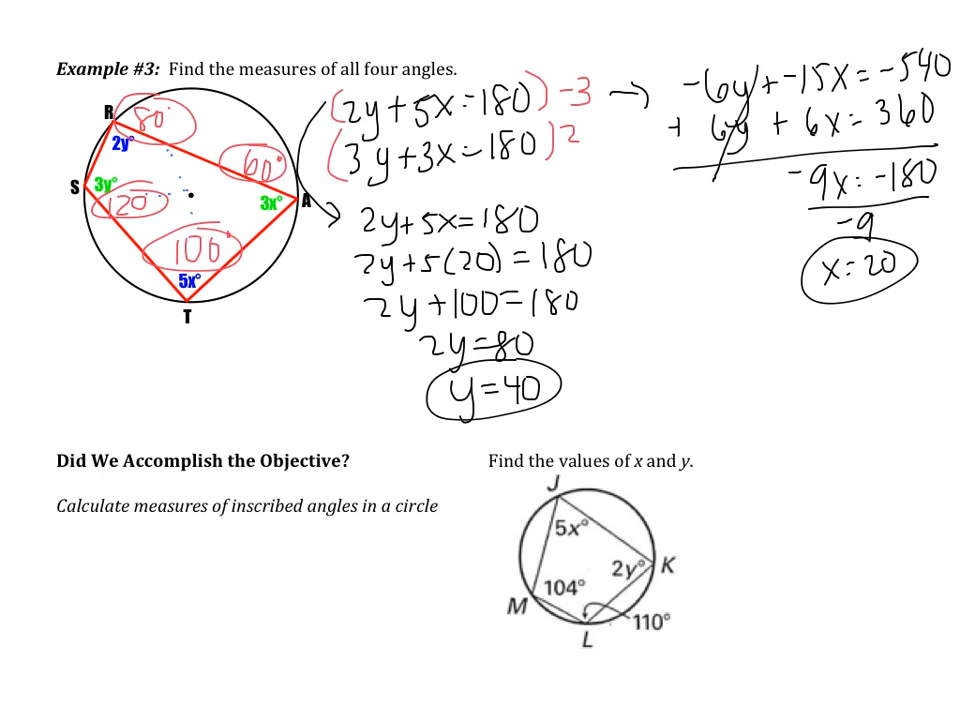 Example #3: Find the measures of all four angles.
R
80°
2y°
S
3y°
120
60°
3x°
A
100°
5x°
T
(2y+5x=180)-3 →
(3y+3x=180)2
-6y+-15x=-540
+ 6y + 6x=360
-9x=-180
-9
x=20
2y+5x=180
2y+5(20)=180
2y+100=180
2y=80
y=40
Did We Accomplish the Objective?
Calculate measures of inscribed angles in a circle
Find the values of x and y.
J
5x°
2y°
K
104°
M
110°
L